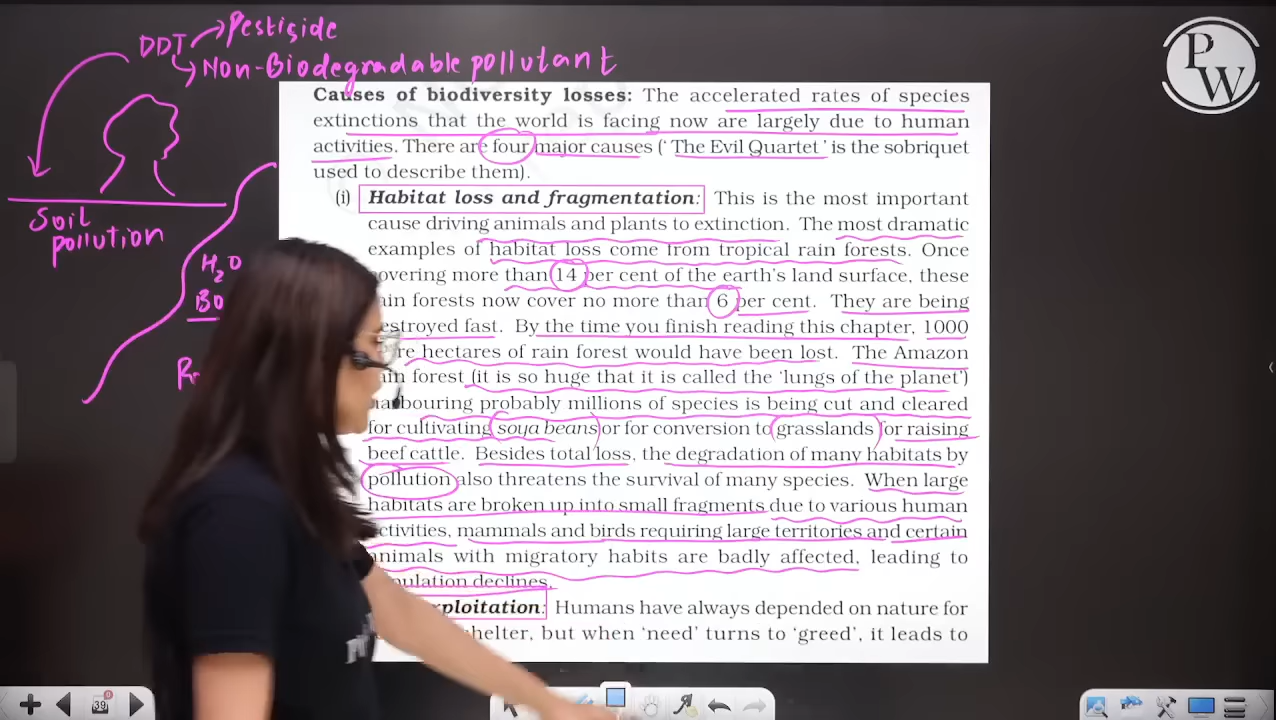 DDT → Pesticide
→ Non-Biodegradable pollutant
PW
Soil
pollution
H₂O
Causes of biodiversity losses: The accelerated rates of species
extinctions that the world is facing now are largely due to human
activities. There are four major causes (‘ The Evil Quartet ’ is the sobriquet
used to describe them).
(i) Habitat loss and fragmentation: This is the most important
cause driving animals and plants to extinction. The most dramatic
examples of habitat loss come from tropical rain forests. Once
more than 14 per cent of the earth’s land surface, these
forests now cover no more than 6 per cent. They are being
fast. By the time you finish reading this chapter, 1000
hectares of rain forest would have been lost. The Amazon
forest (it is so huge that it is called the ‘lungs of the planet’)
probably millions of species is being cut and cleared
for cultivating soya beans or for conversion to grasslands for raising
beef cattle. Besides total loss, the degradation of many habitats by
pollution also threatens the survival of many species. When large
habitats are broken up into small fragments due to various human
activities, mammals and birds requiring large territories and certain
animals with migratory habits are badly affected, leading to
declines.
Humans have always depended on nature for
shelter, but when ‘need’ turns to ‘greed’, it leads to
39